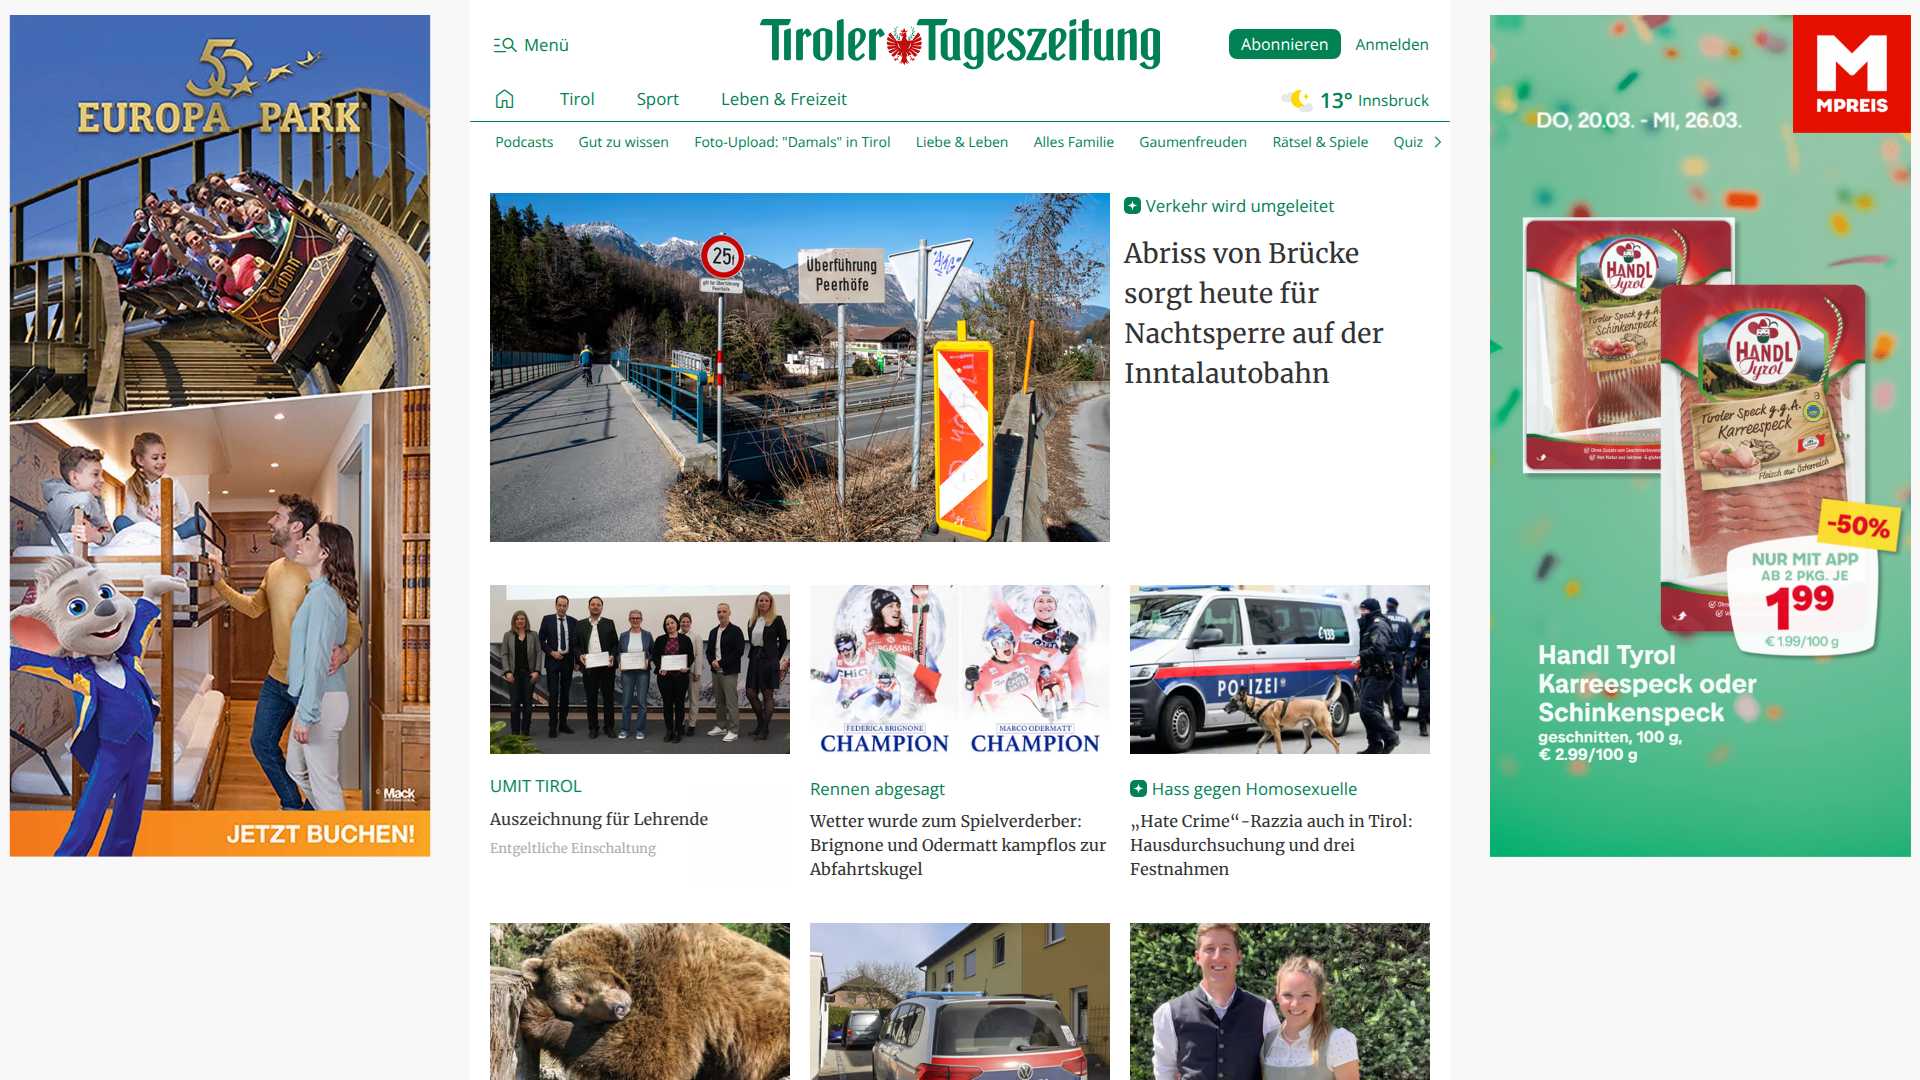 Menü
Tiroler Tageszeitung
Abonnieren
Anmelden
Tirol
Sport
Leben & Freizeit
13° Innsbruck
Podcasts
Gut zu wissen
Foto-Upload: "Damals" in Tirol
Liebe & Leben
Alles Familie
Gaumenfreuden
Rätsel & Spiele
Quiz
50
EUROPA PARK
© Mack
JETZT BUCHEN!
25t
Überführung
Peerhöfe
Verkehr wird umgeleitet
Abriss von Brücke
sorgt heute für
Nachtsperre auf der
Inntalautobahn
FEDERICA BRIGNONE
CHAMPION
MARCO ODERMATT
CHAMPION
133
POLIZEI
UMIT TIROL
Auszeichnung für Lehrende
Entgeltliche Einschaltung
Rennen abgesagt
Wetter wurde zum Spielverderber:
Brignone und Odermatt kampflos zur
Abfahrtskugel
Hass gegen Homosexuelle
„Hate Crime“-Razzia auch in Tirol:
Hausdurchsuchung und drei
Festnahmen
M
MPREIS
DO, 20.03. - MI, 26.03.
HANDL
Tyrol
Tiroler Speck g.g.A.
Schinkenspeck
HANDL
Tyrol
Tiroler Speck g.g.A.
Karreespeck
Fleisch aus Österreich
-50%
NUR MIT APP
AB 2 PKG. JE
1 99
€ 1.99/100 g
Handl Tyrol
Karreespeck oder
Schinkenspeck
geschnitten, 100 g,
€ 2.99/100 g